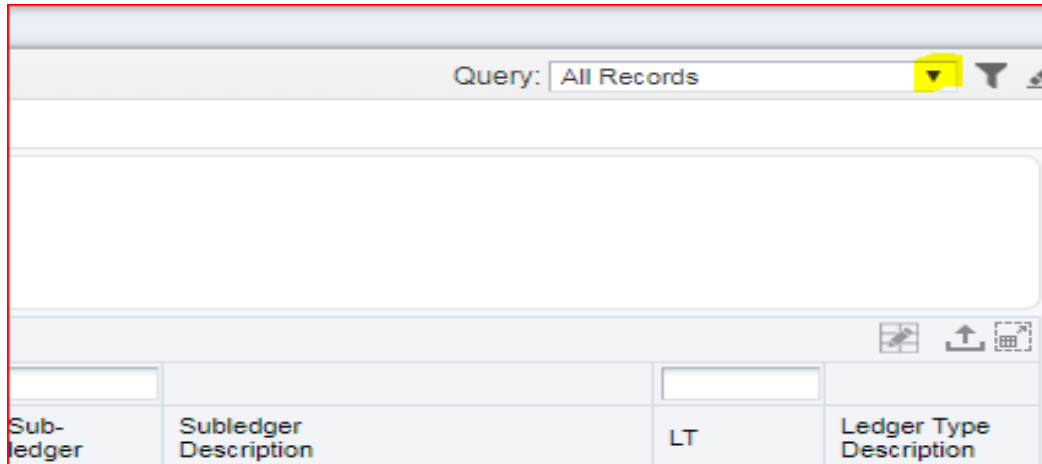 Query: All Records
Sub-
ledger
Subledger
Description
LT
Ledger Type
Description